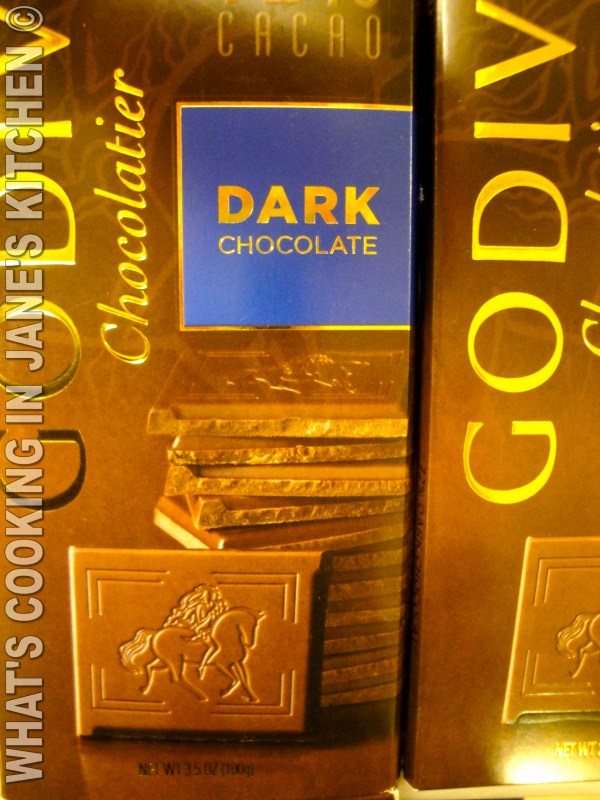 CACAO
GODIV
Chocolatier
DARK
CHOCOLATE
NET WT 3.5 OZ (100g)
GODIV
NET WT
WHAT'S COOKING IN JANE'S KITCHEN ©